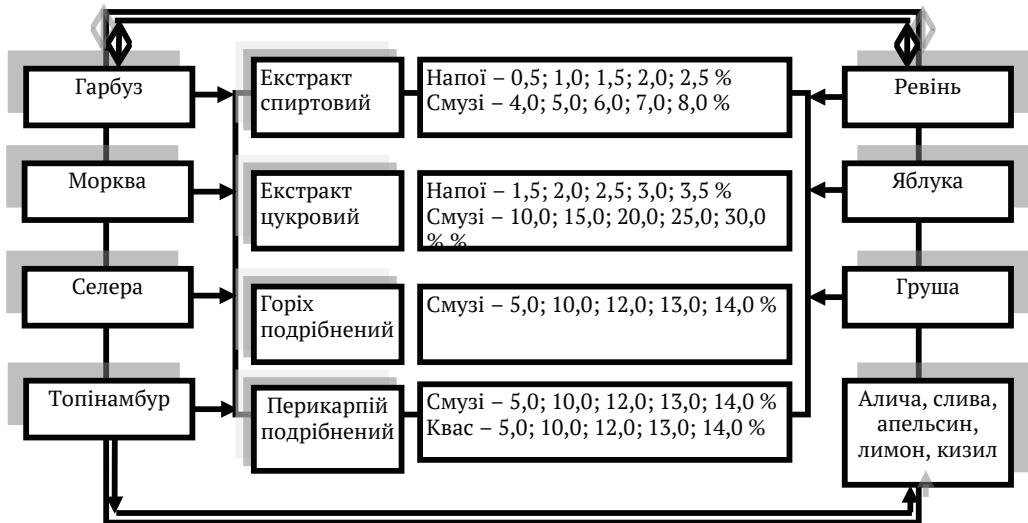 Гарбуз
Екстракт
спиртовий
Напої – 0,5; 1,0; 1,5; 2,0; 2,5 %
Смузі – 4,0; 5,0; 6,0; 7,0; 8,0 %
Ревінь
Морква
Екстракт
цукровий
Напої – 1,5; 2,0; 2,5; 3,0; 3,5 %
Смузі – 10,0; 15,0; 20,0; 25,0; 30,0
% %
Яблука
Селера
Горіх
подрібнений
Смузі – 5,0; 10,0; 12,0; 13,0; 14,0 %
Груша
Топінамбур
Перикарпій
подрібнений
Смузі – 5,0; 10,0; 12,0; 13,0; 14,0 %
Квас – 5,0; 10,0; 12,0; 13,0; 14,0 %
Алича, слива,
апельсин,
лимон, кизил